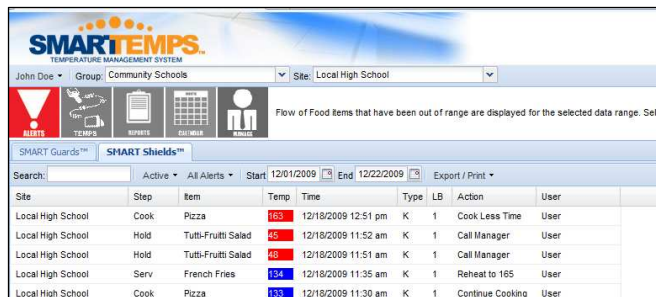 SMARTTEMPS.
TEMPERATURE MANAGEMENT SYSTEM
John Doe Group: Community Schools Site: Local High School
ALERTS TEMPS REPORTS CALENDAR MANAGE Flow of Food items that have been out of range are displayed for the selected data range. Sel
SMART Guards™ SMART Shields™
Search: Active All Alerts Start 12/01/2009 End 12/22/2009 Export / Print
Site Step Item Temp Time Type LB Action User
Local High School Cook Pizza 163 12/18/2009 12:51 pm K 1 Cook Less Time User
Local High School Hold Tutti-Fruitti Salad 45 12/18/2009 11:52 am K 1 Call Manager User
Local High School Hold Tutti-Fruitti Salad 48 12/18/2009 11:51 am K 1 Call Manager User
Local High School Serv French Fries 134 12/18/2009 11:35 am K 1 Reheat to 165 User
Local High School Cook Pizza 133 12/18/2009 11:30 am K 1 Continue Cooking User